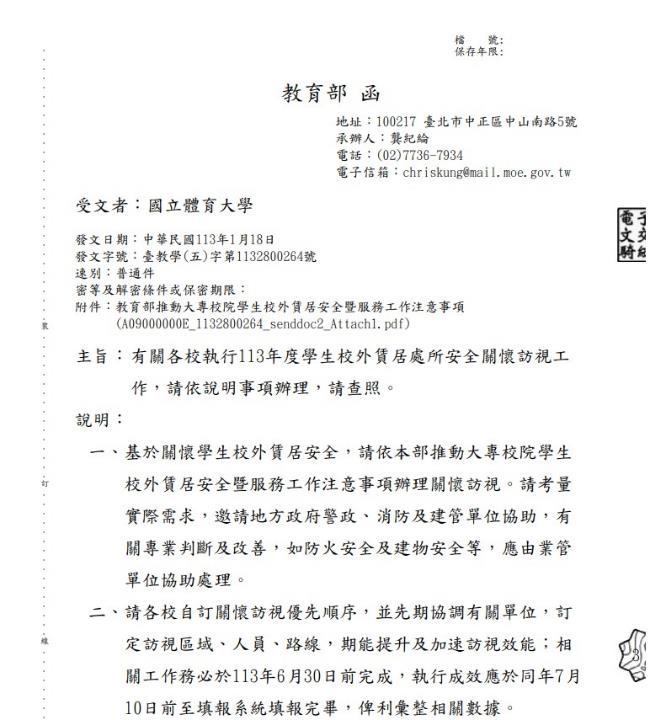 檔　　號:
保存年限:
教育部 函
地址：100217 臺北市中正區中山南路5號
承辦人：龔紀綸
電話：(02)7736-7934
電子信箱：chriskung@mail.moe.gov.tw
受文者：國立體育大學
發文日期：中華民國113年1月18日
發文字號：臺教學(五)字第1132800264號
速別：普通件
密等及解密條件或保密期限：
附件：教育部推動大專校院學生校外賃居安全暨服務工作注意事項
(A09000000E_1132800264_senddoc2_Attach1.pdf)
主旨：有關各校執行113年度學生校外賃居處所安全關懷訪視工
作，請依說明事項辦理，請查照。
說明：
一、基於關懷學生校外賃居安全，請依本部推動大專校院學生
校外賃居安全暨服務工作注意事項辦理關懷訪視。請考量
實際需求，邀請地方政府警政、消防及建管單位協助，有
關專業判斷及改善，如防火安全及建物安全等，應由業管
單位協助處理。
二、請各校自訂關懷訪視優先順序，並先期協調有關單位，訂
定訪視區域、人員、路線，期能提升及加速訪視效能；相
關工作務必於113年6月30日前完成，執行成效應於同年7月
10日前至填報系統填報完畢，俾利彙整相關數據。
裝
訂
線
電子
文交
騎
3